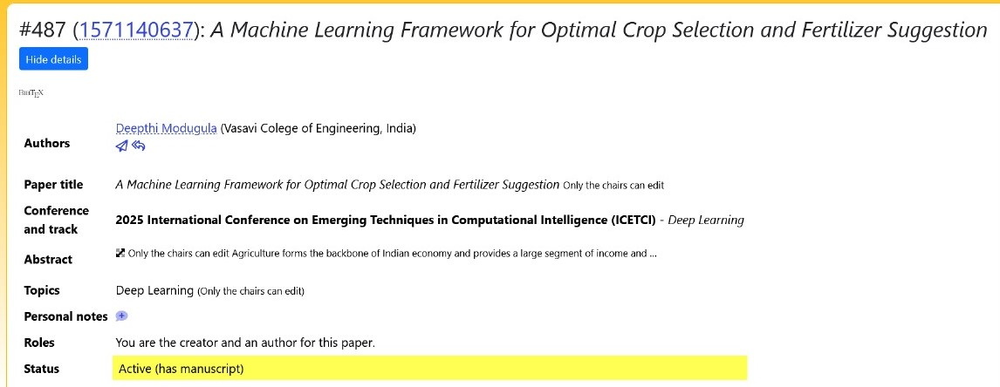 #487 (1571140637): A Machine Learning Framework for Optimal Crop Selection and Fertilizer Suggestion
Hide details
BIBTEX
Authors Deepthi Modugula (Vasavi Colege of Engineering, India)
Paper title A Machine Learning Framework for Optimal Crop Selection and Fertilizer Suggestion Only the chairs can edit
Conference and track 2025 International Conference on Emerging Techniques in Computational Intelligence (ICETCI) - Deep Learning
Abstract Only the chairs can edit Agriculture forms the backbone of Indian economy and provides a large segment of income and ...
Topics Deep Learning (Only the chairs can edit)
Personal notes
Roles You are the creator and an author for this paper.
Status Active (has manuscript)